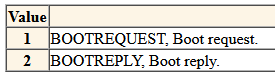 Value
1 BOOTREQUEST, Boot request.
2 BOOTREPLY, Boot reply.